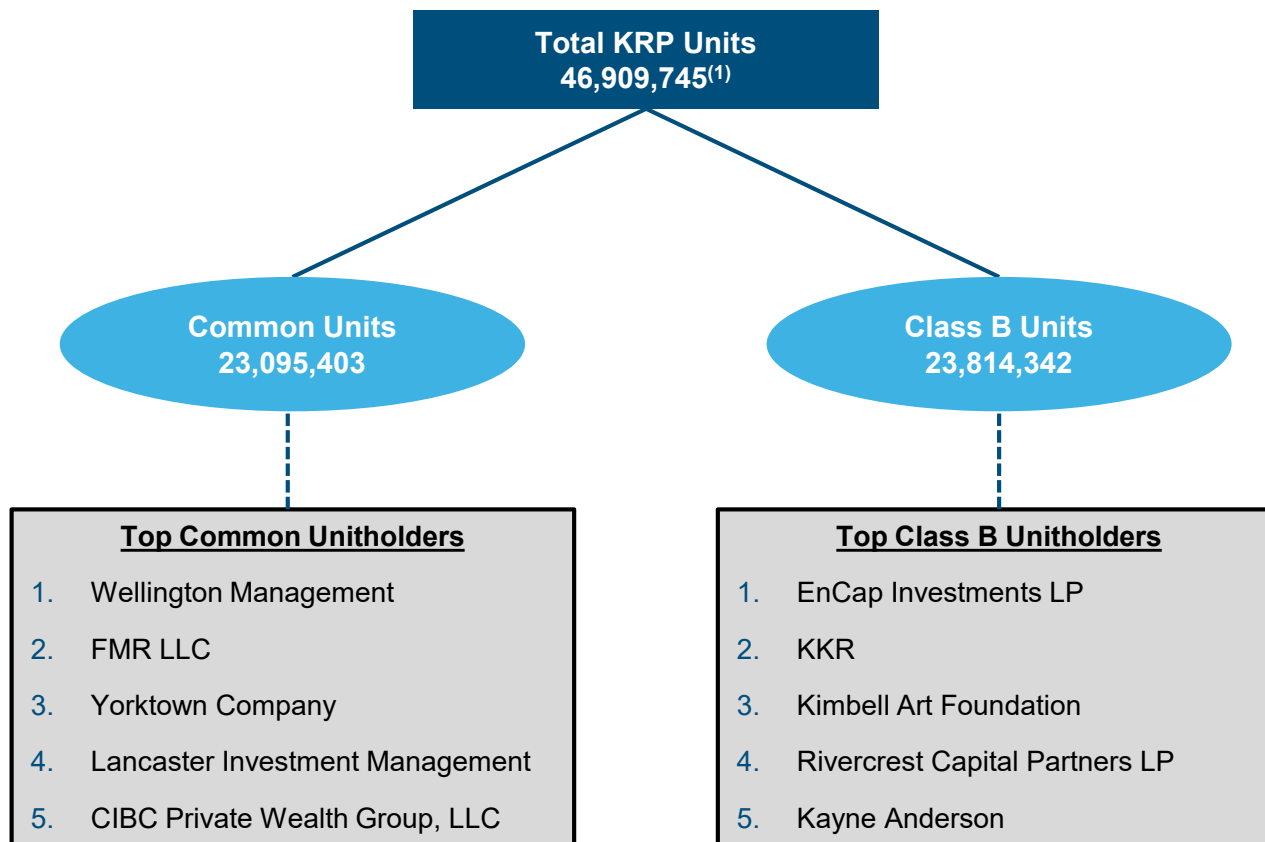 Total KRP Units
46,909,745(1)
Common Units
23,095,403
Class B Units
23,814,342
Top Common Unitholders
1. Wellington Management
2. FMR LLC
3. Yorktown Company
4. Lancaster Investment Management
5. CIBC Private Wealth Group, LLC
Top Class B Unitholders
1. EnCap Investments LP
2. KKR
3. Kimbell Art Foundation
4. Rivercrest Capital Partners LP
5. Kayne Anderson